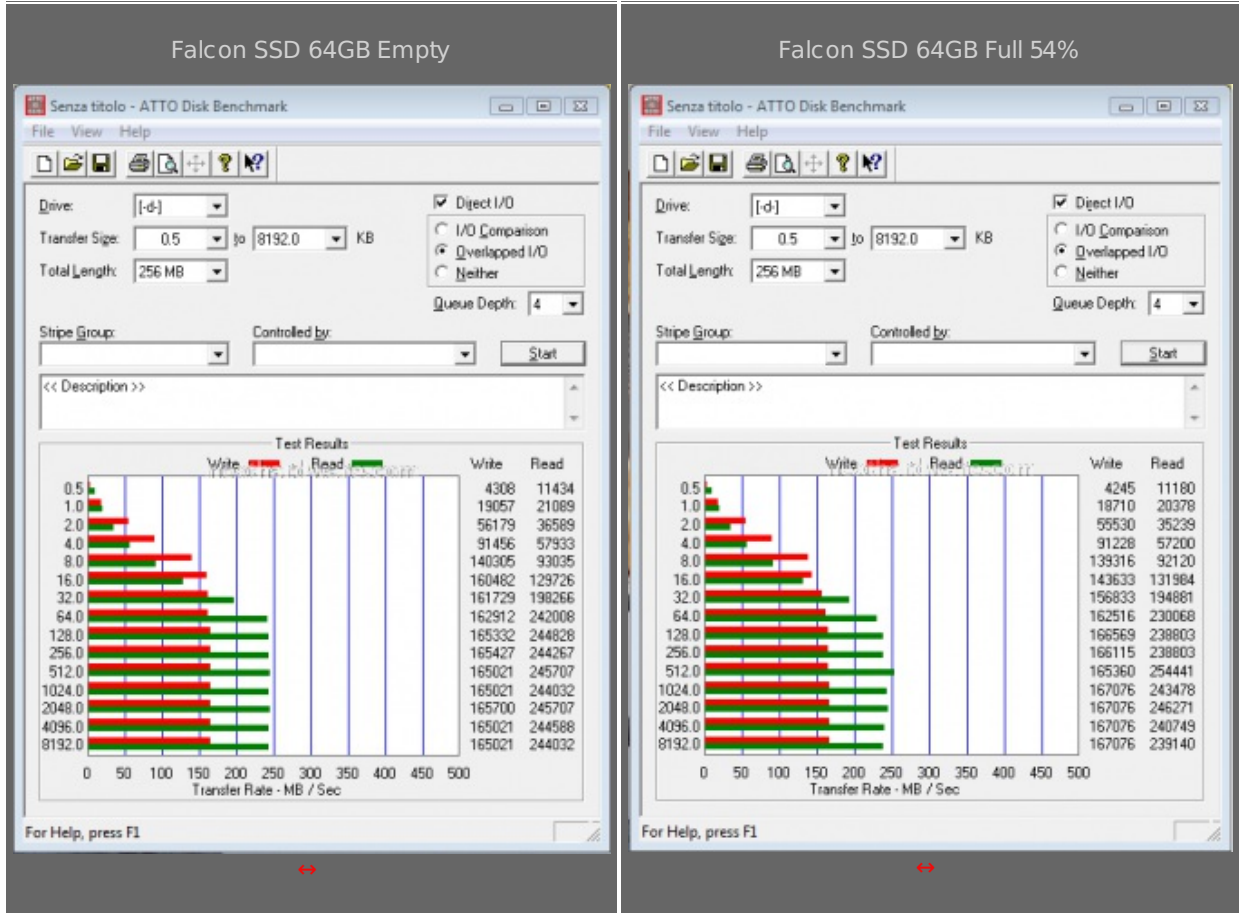 Falcon SSD 64GB Empty
Senza titolo - ATTO Disk Benchmark
File View Help
Drive: [-d-] Direct I/O
Transfer Size: 0.5 to 8192.0 KB I/O Comparison
Overlapped I/O
Total Length: 256 MB Neither
Queue Depth: 4
Stripe Group: Controlled by:
Start
<< Description >>
Test Results
Write Read Write Read
0.5 4308 11434
1.0 19057 21089
2.0 56179 36589
4.0 91456 57933
8.0 140305 93035
16.0 160482 129726
32.0 161729 198266
64.0 162912 242008
128.0 165332 244828
256.0 165427 244267
512.0 165021 245707
1024.0 165021 244032
2048.0 165700 245707
4096.0 165021 244588
8192.0 165021 244032
0 50 100 150 200 250 300 350 400 450 500
Transfer Rate - MB / Sec
For Help, press F1
Falcon SSD 64GB Full 54%
Senza titolo - ATTO Disk Benchmark
File View Help
Drive: [-d-] Direct I/O
Transfer Size: 0.5 to 8192.0 KB I/O Comparison
Overlapped I/O
Total Length: 256 MB Neither
Queue Depth: 4
Stripe Group: Controlled by:
Start
<< Description >>
Test Results
Write Read Write Read
0.5 4245 11180
1.0 18710 20378
2.0 55530 35239
4.0 91228 57200
8.0 139316 92120
16.0 143633 131984
32.0 156833 194881
64.0 162516 230068
128.0 166569 238803
256.0 166115 238803
512.0 165360 254441
1024.0 167076 243478
2048.0 167076 246271
4096.0 167076 240749
8192.0 167076 239140
0 50 100 150 200 250 300 350 400 450 500
Transfer Rate - MB / Sec
For Help, press F1